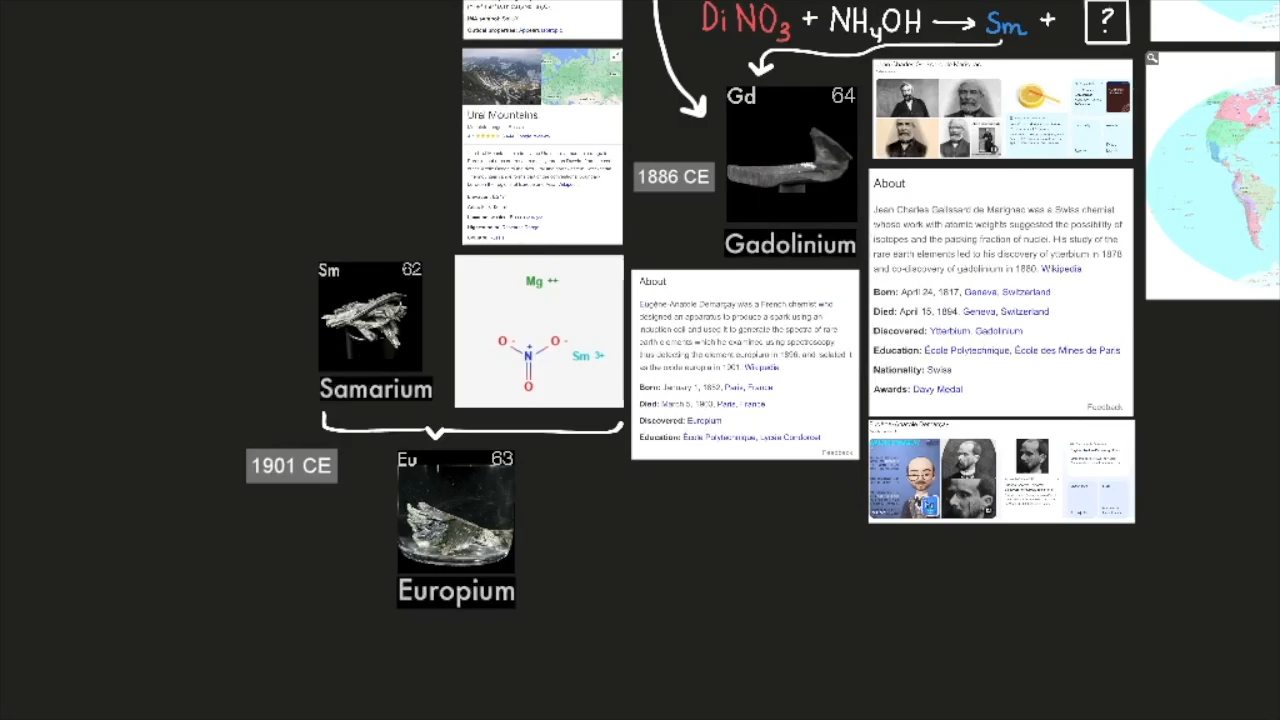 Di NO3 + NH4OH → Sm + ?
Ural Mountains
Gd 64
1886 CE
Gadolinium
About
Jean Charles Galissard de Marignac was a Swiss chemist
whose work with atomic weights suggested the possibility of
isotopes and the packing fraction of nuclei. His study of the
rare earth elements led to his discovery of ytterbium in 1878
and co-discovery of gadolinium in 1880. Wikipedia
Born: April 24, 1817, Geneva, Switzerland
Died: April 15, 1894, Geneva, Switzerland
Discovered: Ytterbium, Gadolinium
Education: École Polytechnique, École des Mines de Paris
Nationality: Swiss
Awards: Davy Medal
Feedback
Sm 62
Samarium
Mg ++
O - O -
N +
Sm 3+
O
About
Eugène-Anatole Demarçay was a French chemist who
designed an apparatus to produce a spark using an
induction coil and used it to generate the spectra of rare
earth elements which he examined using spectroscopy
thus detecting the element europium in 1896, and isolated it
as the oxide europia in 1901. Wikipedia
Born: January 1, 1852, Paris, France
Died: March 5, 1903, Paris, France
Discovered: Europium
Education: École Polytechnique, Lycée Condorcet
Feedback
1901 CE
Eu 63
Europium